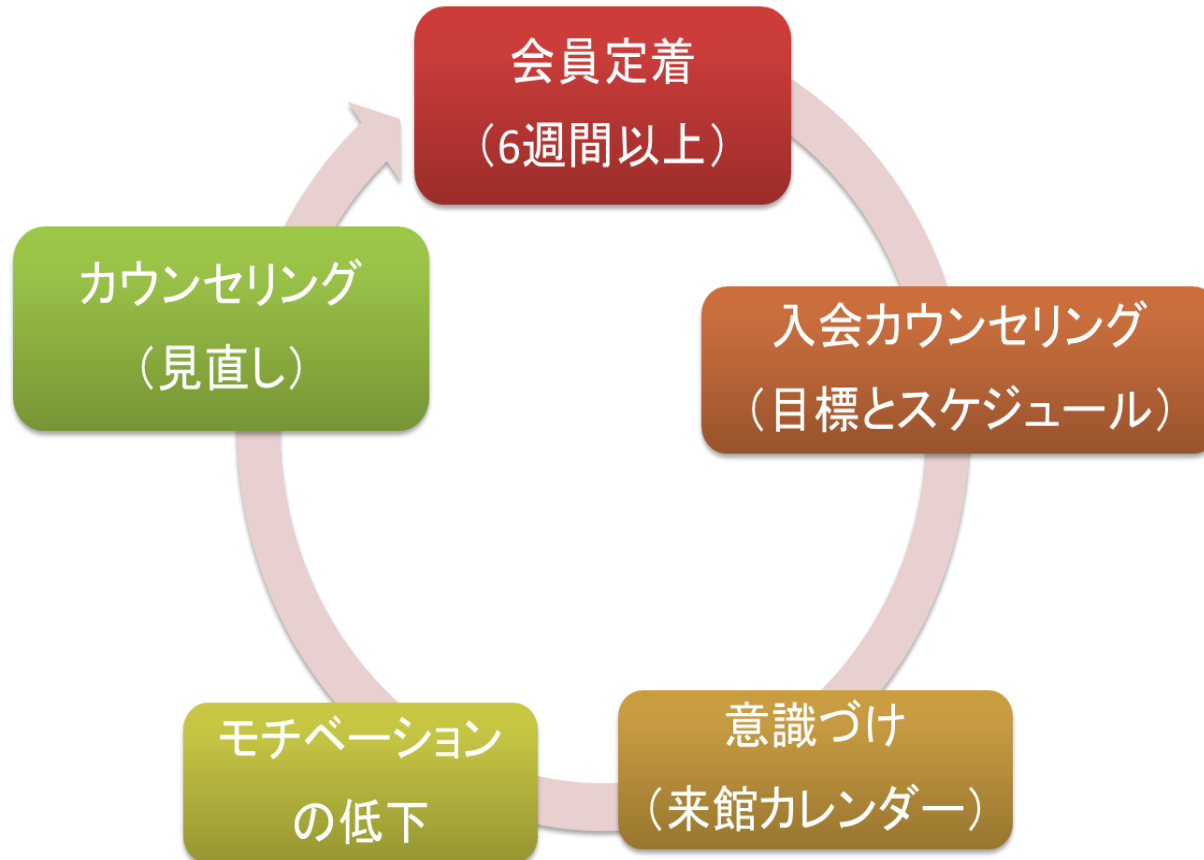 会員定着
（6週間以上）
入会カウンセリング
（目標とスケジュール）
意識づけ
（来館カレンダー）
モチベーション
の低下
カウンセリング
（見直し）